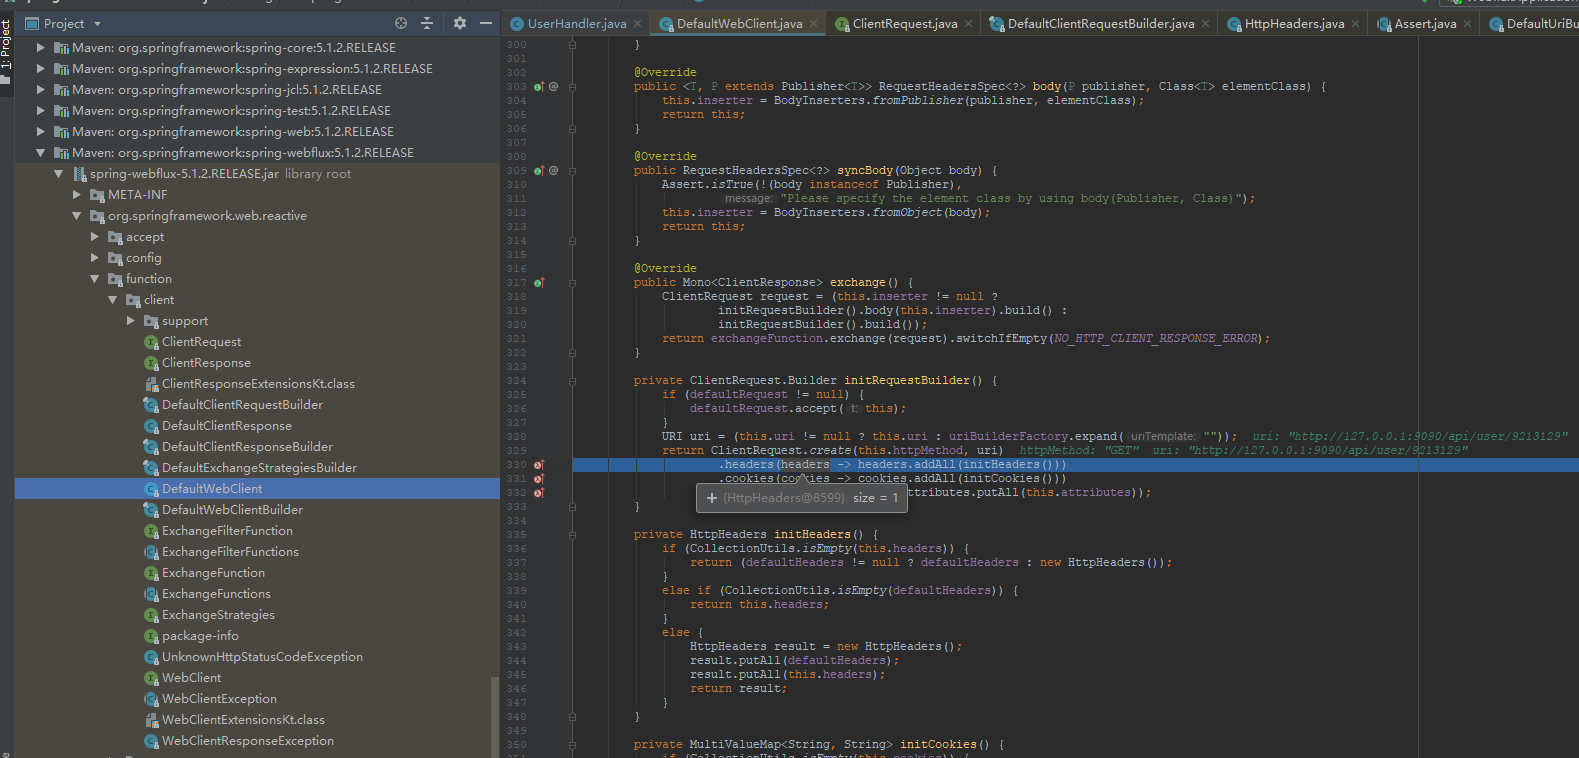 Project
UserHandler.java
DefaultWebClient.java
ClientRequest.java
DefaultClientRequestBuilder.java
HttpHeaders.java
Assert.java
DefaultUriBu
1: Project
Maven: org.springframework:spring-core:5.1.2.RELEASE
Maven: org.springframework:spring-expression:5.1.2.RELEASE
Maven: org.springframework:spring-jcl:5.1.2.RELEASE
Maven: org.springframework:spring-test:5.1.2.RELEASE
Maven: org.springframework:spring-web:5.1.2.RELEASE
Maven: org.springframework:spring-webflux:5.1.2.RELEASE
spring-webflux-5.1.2.RELEASE.jar library root
META-INF
org.springframework.web.reactive
accept
config
function
client
support
ClientRequest
ClientResponse
ClientResponseExtensionsKt.class
DefaultClientRequestBuilder
DefaultClientResponse
DefaultClientResponseBuilder
DefaultExchangeStrategiesBuilder
DefaultWebClient
DefaultWebClientBuilder
ExchangeFilterFunction
ExchangeFilterFunctions
ExchangeFunction
ExchangeFunctions
ExchangeStrategies
package-info
UnknownHttpStatusCodeException
WebClient
WebClientException
WebClientExtensionsKt.class
WebClientResponseException
300 }
301
302 @Override
303 public <T, P extends Publisher<T>> RequestHeadersSpec<?> body(P publisher, Class<T> elementClass) {
304 this.inserter = BodyInserters.fromPublisher(publisher, elementClass);
305 return this;
306 }
307
308 @Override
309 public RequestHeadersSpec<?> syncBody(Object body) {
310 Assert.isTrue(!(body instanceof Publisher),
311 message: "Please specify the element class by using body(Publisher, Class)");
312 this.inserter = BodyInserters.fromObject(body);
313 return this;
314 }
315
316 @Override
317 public Mono<ClientResponse> exchange() {
318 ClientRequest request = (this.inserter != null ?
319 initRequestBuilder().body(this.inserter).build() :
320 initRequestBuilder().build());
321 return exchangeFunction.exchange(request).switchIfEmpty(NO_HTTP_CLIENT_RESPONSE_ERROR);
322 }
323
324 private ClientRequest.Builder initRequestBuilder() {
325 if (defaultRequest != null) {
326 defaultRequest.accept( t: this);
327 }
328 URI uri = (this.uri != null ? this.uri : uriBuilderFactory.expand( uriTemplate: "")); uri: "http://127.0.0.1:9090/api/user/9213129"
329 return ClientRequest.create(this.httpMethod, uri) httpMethod: "GET" uri: "http://127.0.0.1:9090/api/user/9213129"
330 .headers(headers -> headers.addAll(initHeaders()))
331 .cookies(cookies -> cookies.addAll(initCookies()))
332 attributes.putAll(this.attributes));
+ {HttpHeaders@8599} size = 1
333 }
334
335 private HttpHeaders initHeaders() {
336 if (CollectionUtils.isEmpty(this.headers)) {
337 return (defaultHeaders != null ? defaultHeaders : new HttpHeaders());
338 }
339 else if (CollectionUtils.isEmpty(defaultHeaders)) {
340 return this.headers;
341 }
342 else {
343 HttpHeaders result = new HttpHeaders();
344 result.putAll(defaultHeaders);
345 result.putAll(this.headers);
346 return result;
347 }
348 }
349
350 private MultiValueMap<String, String> initCookies() {